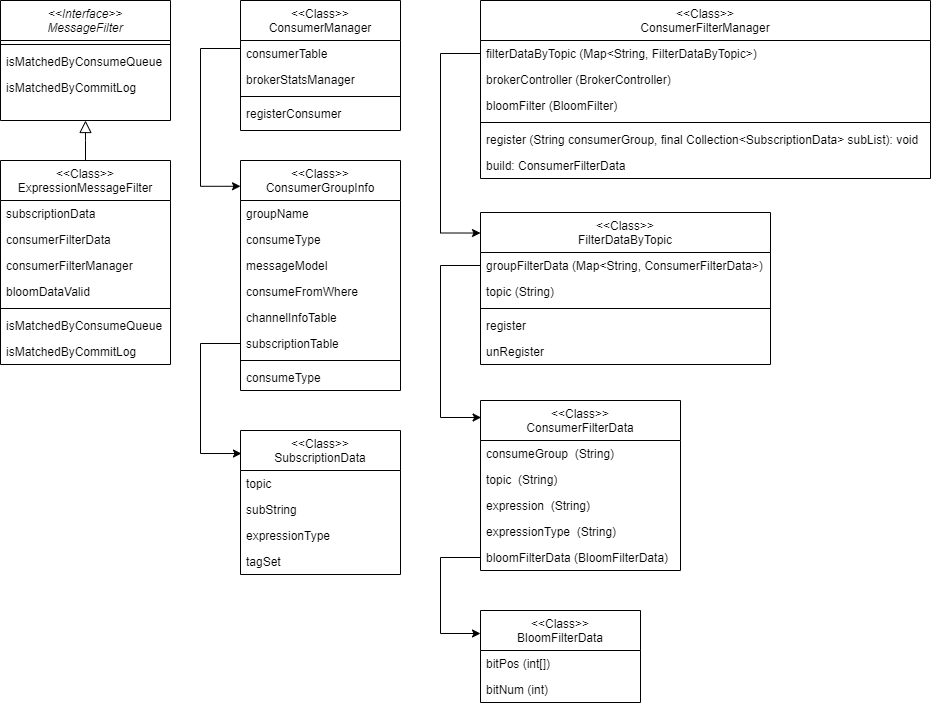 <<Interface>>
MessageFilter
isMatchedByConsumeQueue
isMatchedByCommitLog
<<Class>>
ExpressionMessageFilter
subscriptionData
consumerFilterData
consumerFilterManager
bloomDataValid
isMatchedByConsumeQueue
isMatchedByCommitLog
<<Class>>
ConsumerManager
consumerTable
brokerStatsManager
registerConsumer
<<Class>>
ConsumerGroupInfo
groupName
consumeType
messageModel
consumeFromWhere
channelInfoTable
subscriptionTable
consumeType
<<Class>>
SubscriptionData
topic
subString
expressionType
tagSet
<<Class>>
ConsumerFilterManager
filterDataByTopic (Map<String, FilterDataByTopic>)
brokerController (BrokerController)
bloomFilter (BloomFilter)
register (String consumerGroup, final Collection<SubscriptionData> subList): void
build: ConsumerFilterData
<<Class>>
FilterDataByTopic
groupFilterData (Map<String, ConsumerFilterData>)
topic (String)
register
unRegister
<<Class>>
ConsumerFilterData
consumeGroup  (String)
topic  (String)
expression  (String)
expressionType  (String)
bloomFilterData (BloomFilterData)
<<Class>>
BloomFilterData
bitPos (int[])
bitNum (int)